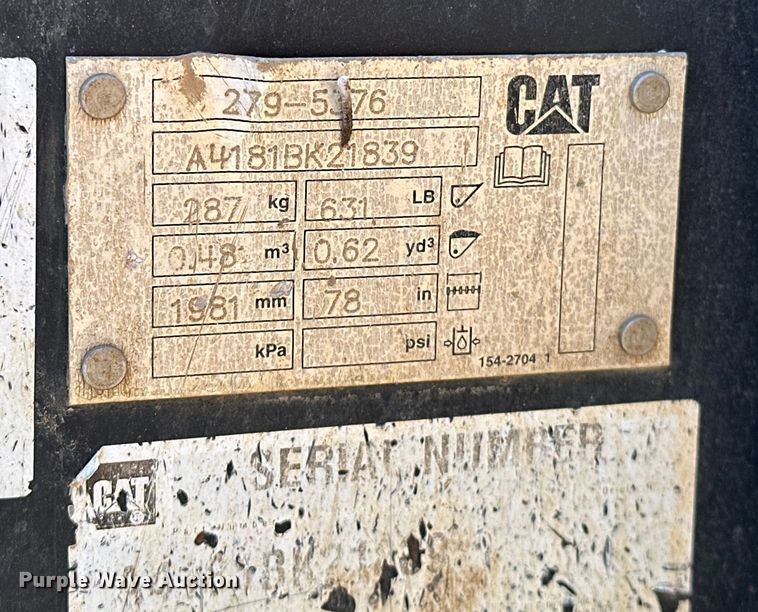 279-5376
CAT
A4181BK21839
287 kg 631 LB
0.48 m³ 0.62 yd³
1981 mm 78 in
kPa psi
154-2704 1
SERIAL NUMBER
CAT
Purple Wave Auction